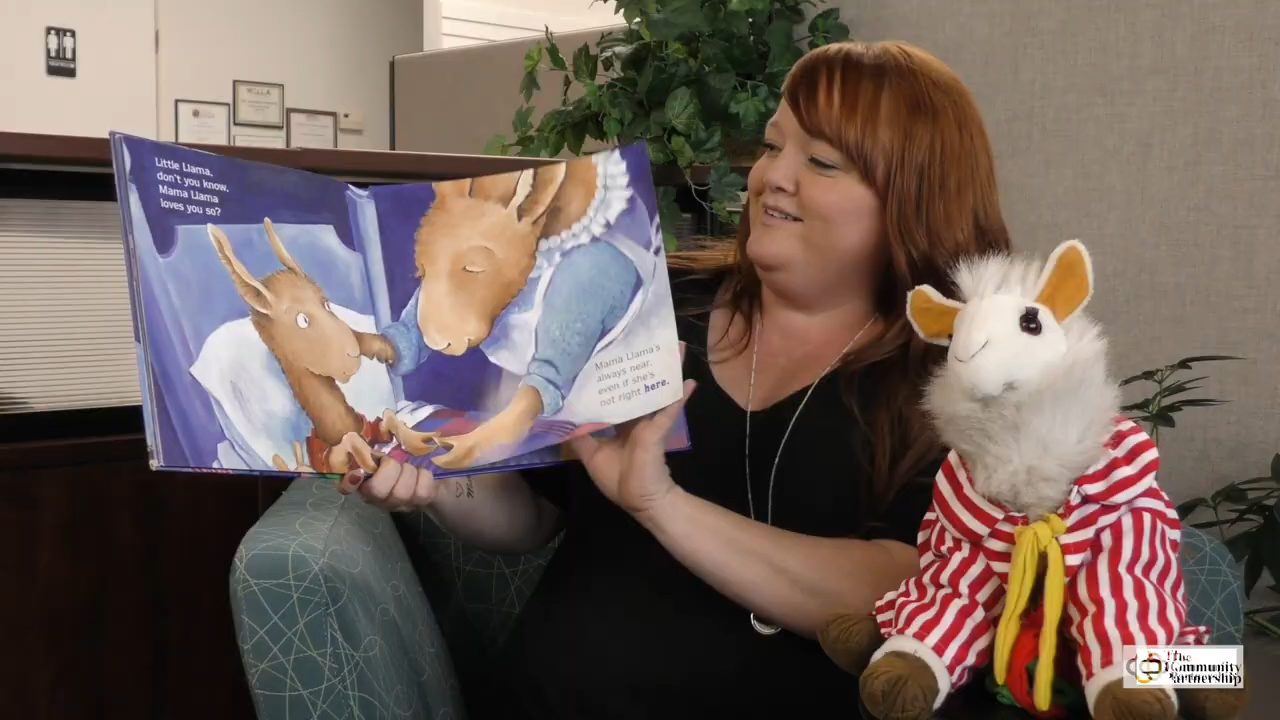 Little Llama,
don't you know,
Mama Llama
loves you so?
Mama Llama's
always near,
even if she's
not right here.
The
Community
Partnership